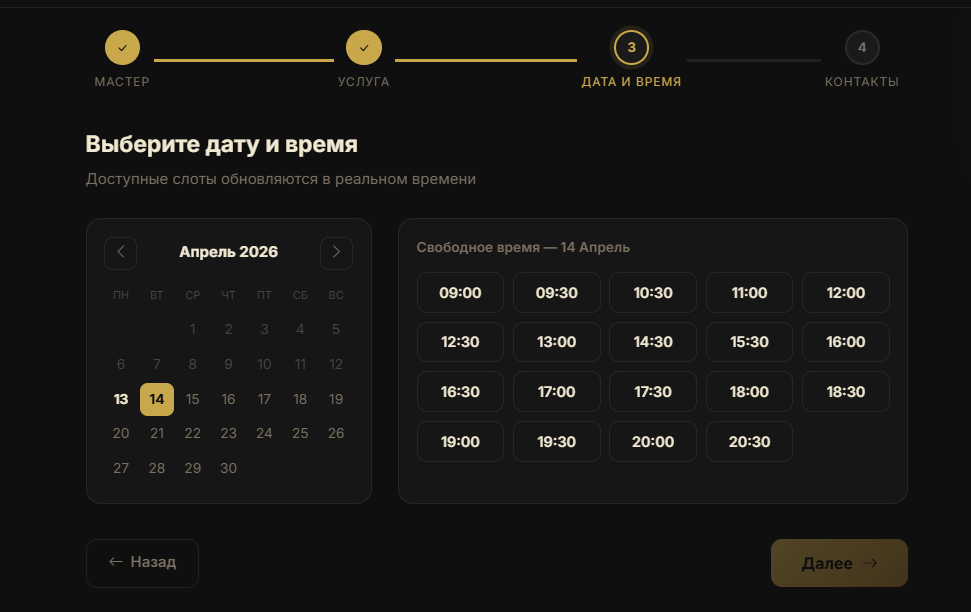 3 4
МАСТЕР УСЛУГА ДАТА И ВРЕМЯ КОНТАКТЫ
Выберите дату и время
Доступные слоты обновляются в реальном времени
Апрель 2026
ПН ВТ СР ЧТ ПТ СБ ВС
1 2 3 4 5
6 7 8 9 10 11 12
13 14 15 16 17 18 19
20 21 22 23 24 25 26
27 28 29 30
Свободное время — 14 Апрель
09:00 09:30 10:30 11:00 12:00
12:30 13:00 14:30 15:30 16:00
16:30 17:00 17:30 18:00 18:30
19:00 19:30 20:00 20:30
← Назад
Далее →